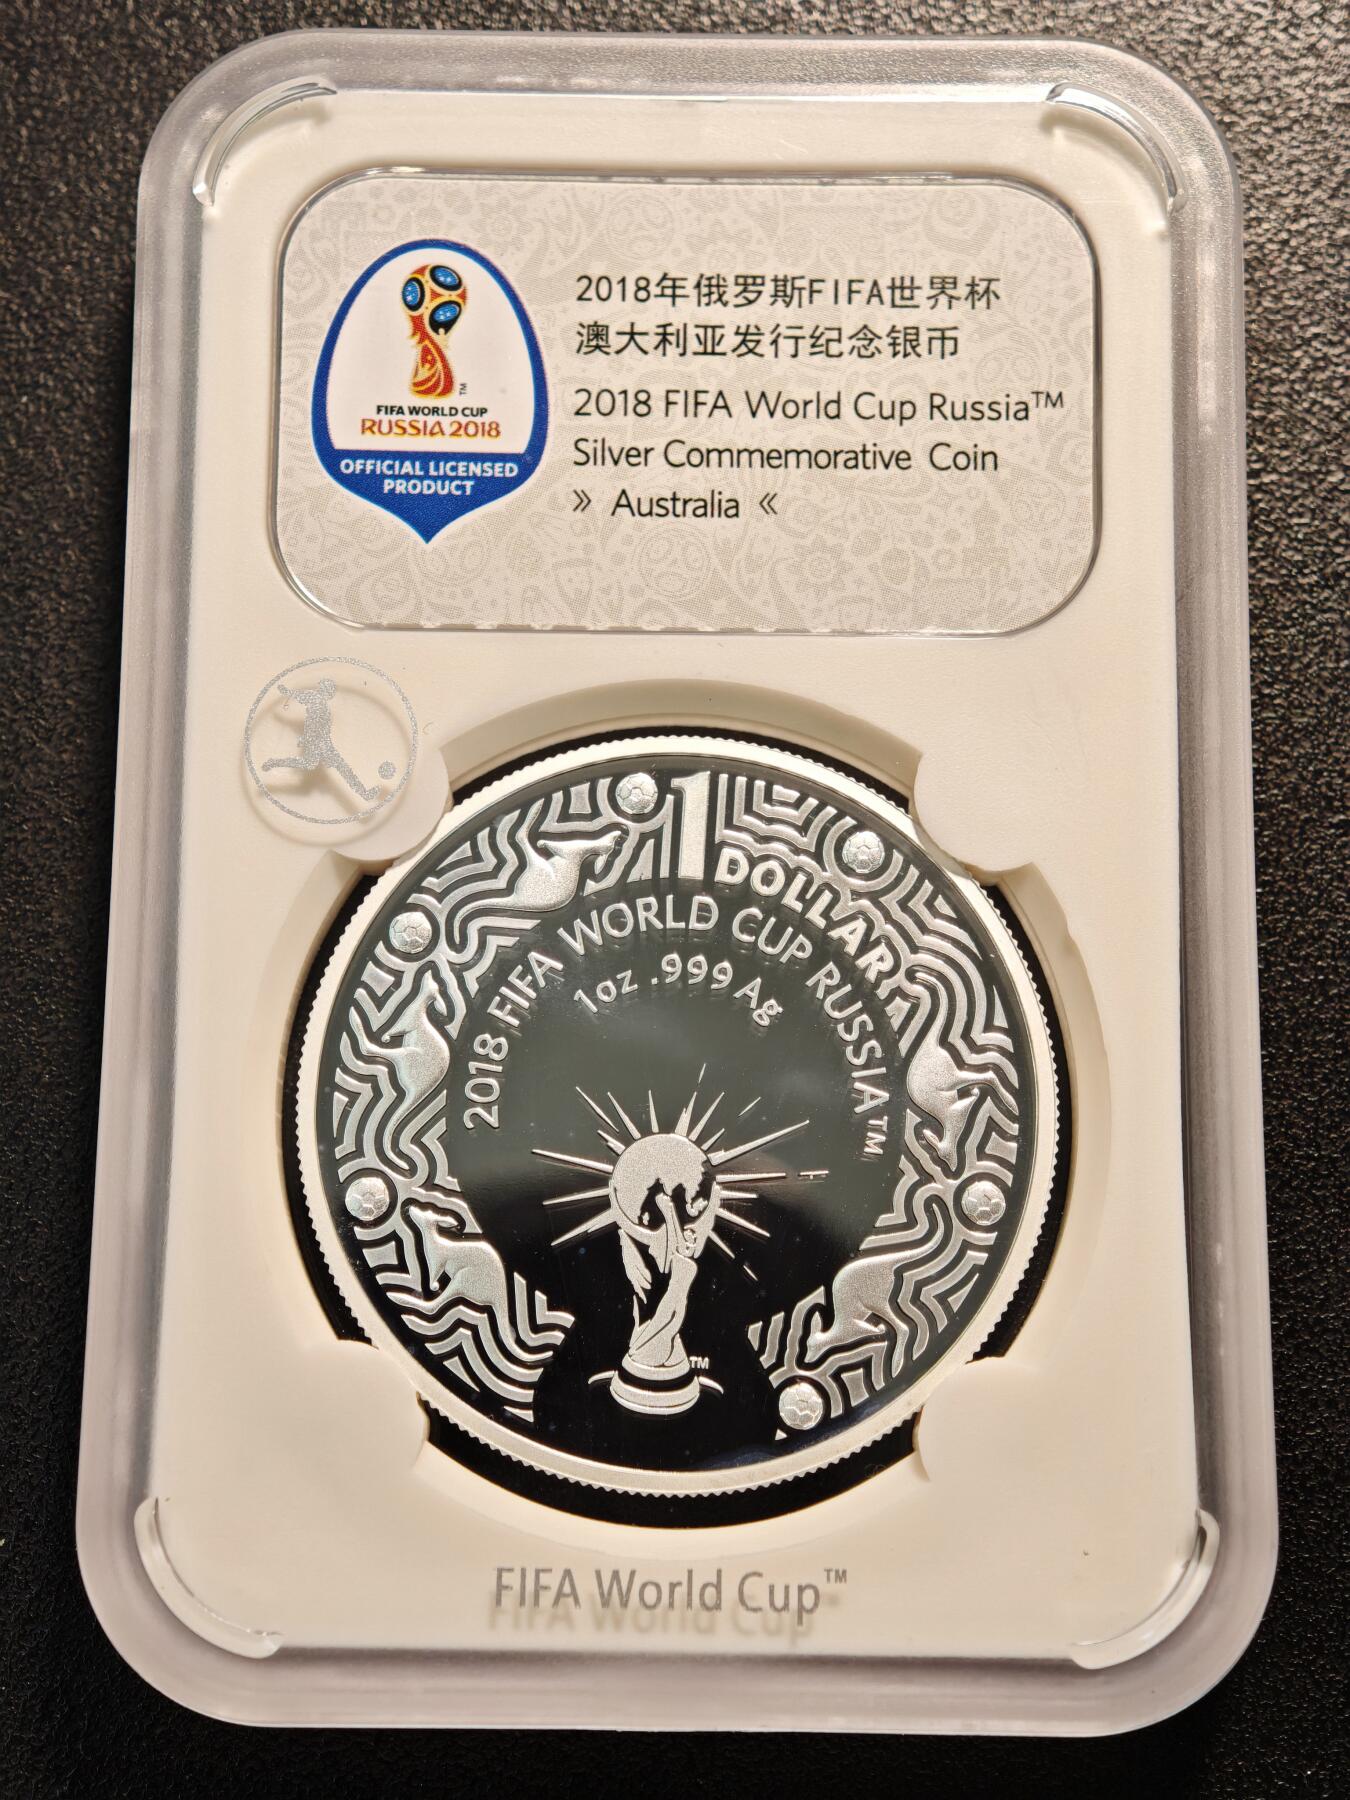 2018年俄罗斯FIFA世界杯
澳大利亚发行纪念银币
2018 FIFA World Cup Russia™
Silver Commemorative Coin
» Australia «
™
FIFA WORLD CUP
RUSSIA 2018
OFFICIAL LICENSED
PRODUCT
1
DOLLAR
2018 FIFA WORLD CUP RUSSIA™
1oz .999 Ag
™
FIFA World Cup™